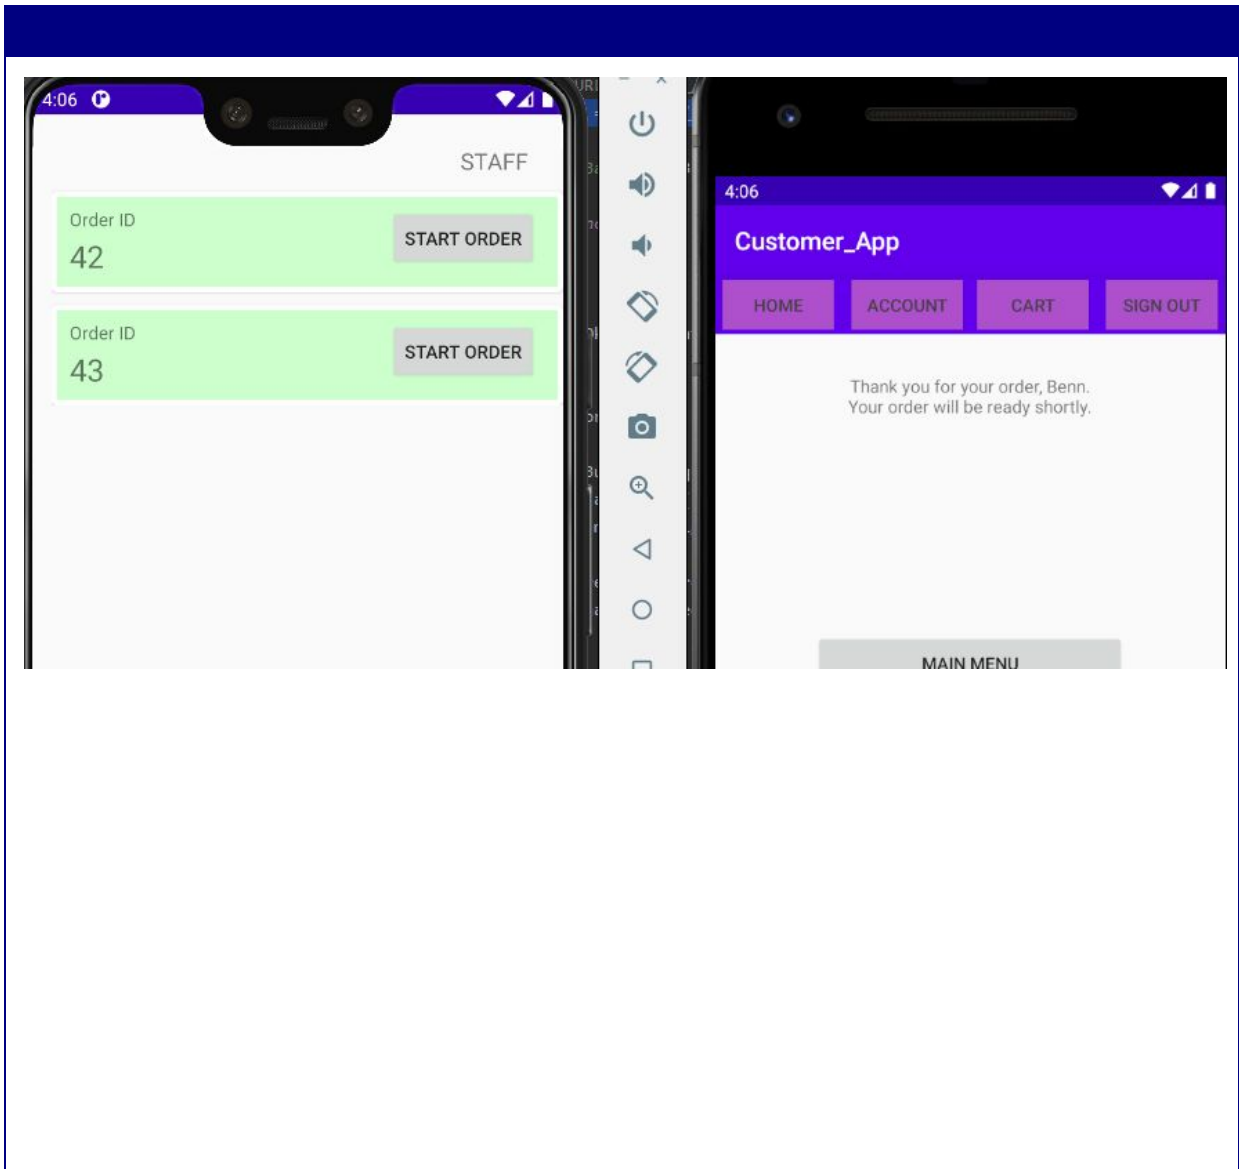 4:06
STAFF
Order ID
42
START ORDER
Order ID
43
START ORDER
4:06
Customer_App
HOME
ACCOUNT
CART
SIGN OUT
Thank you for your order, Benn.
Your order will be ready shortly.
MAIN MENU